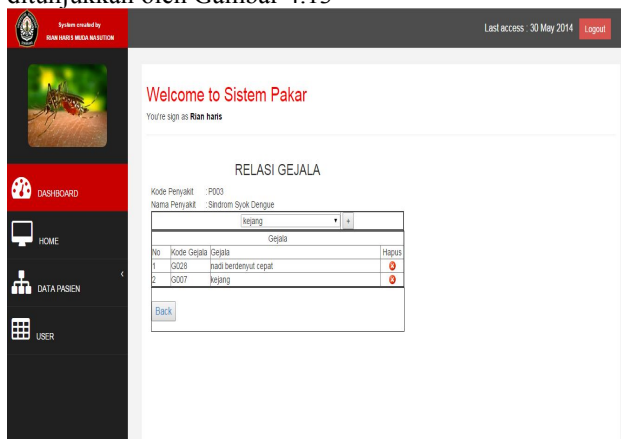 ditunjukkan oleh Gambar 4.15
System created by
RIAN HARIS MUDA NASUTION
Last access : 30 May 2014 Logout
Welcome to Sistem Pakar
You're sign as Rian haris
RELASI GEJALA
Kode Penyakit : P003
Nama Penyakit : Sindrom Syok Dengue
kejang +
Gejala
No Kode Gejala Gejala Hapus
1 G028 nadi berdenyut cepat
2 G007 kejang
Back
DASHBOARD
HOME
DATA PASIEN
USER